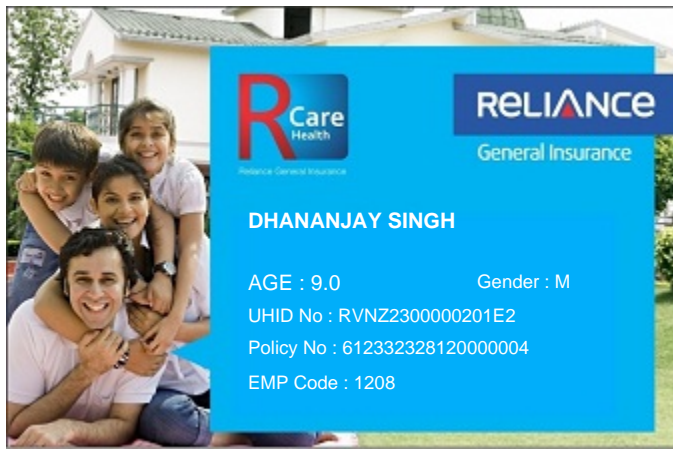 R Care
Health
Reliance General Insurance
RELIANCE
General Insurance
DHANANJAY SINGH
AGE : 9.0 Gender : M
UHID No : RVNZ2300000201E2
Policy No : 612332328120000004
EMP Code : 1208